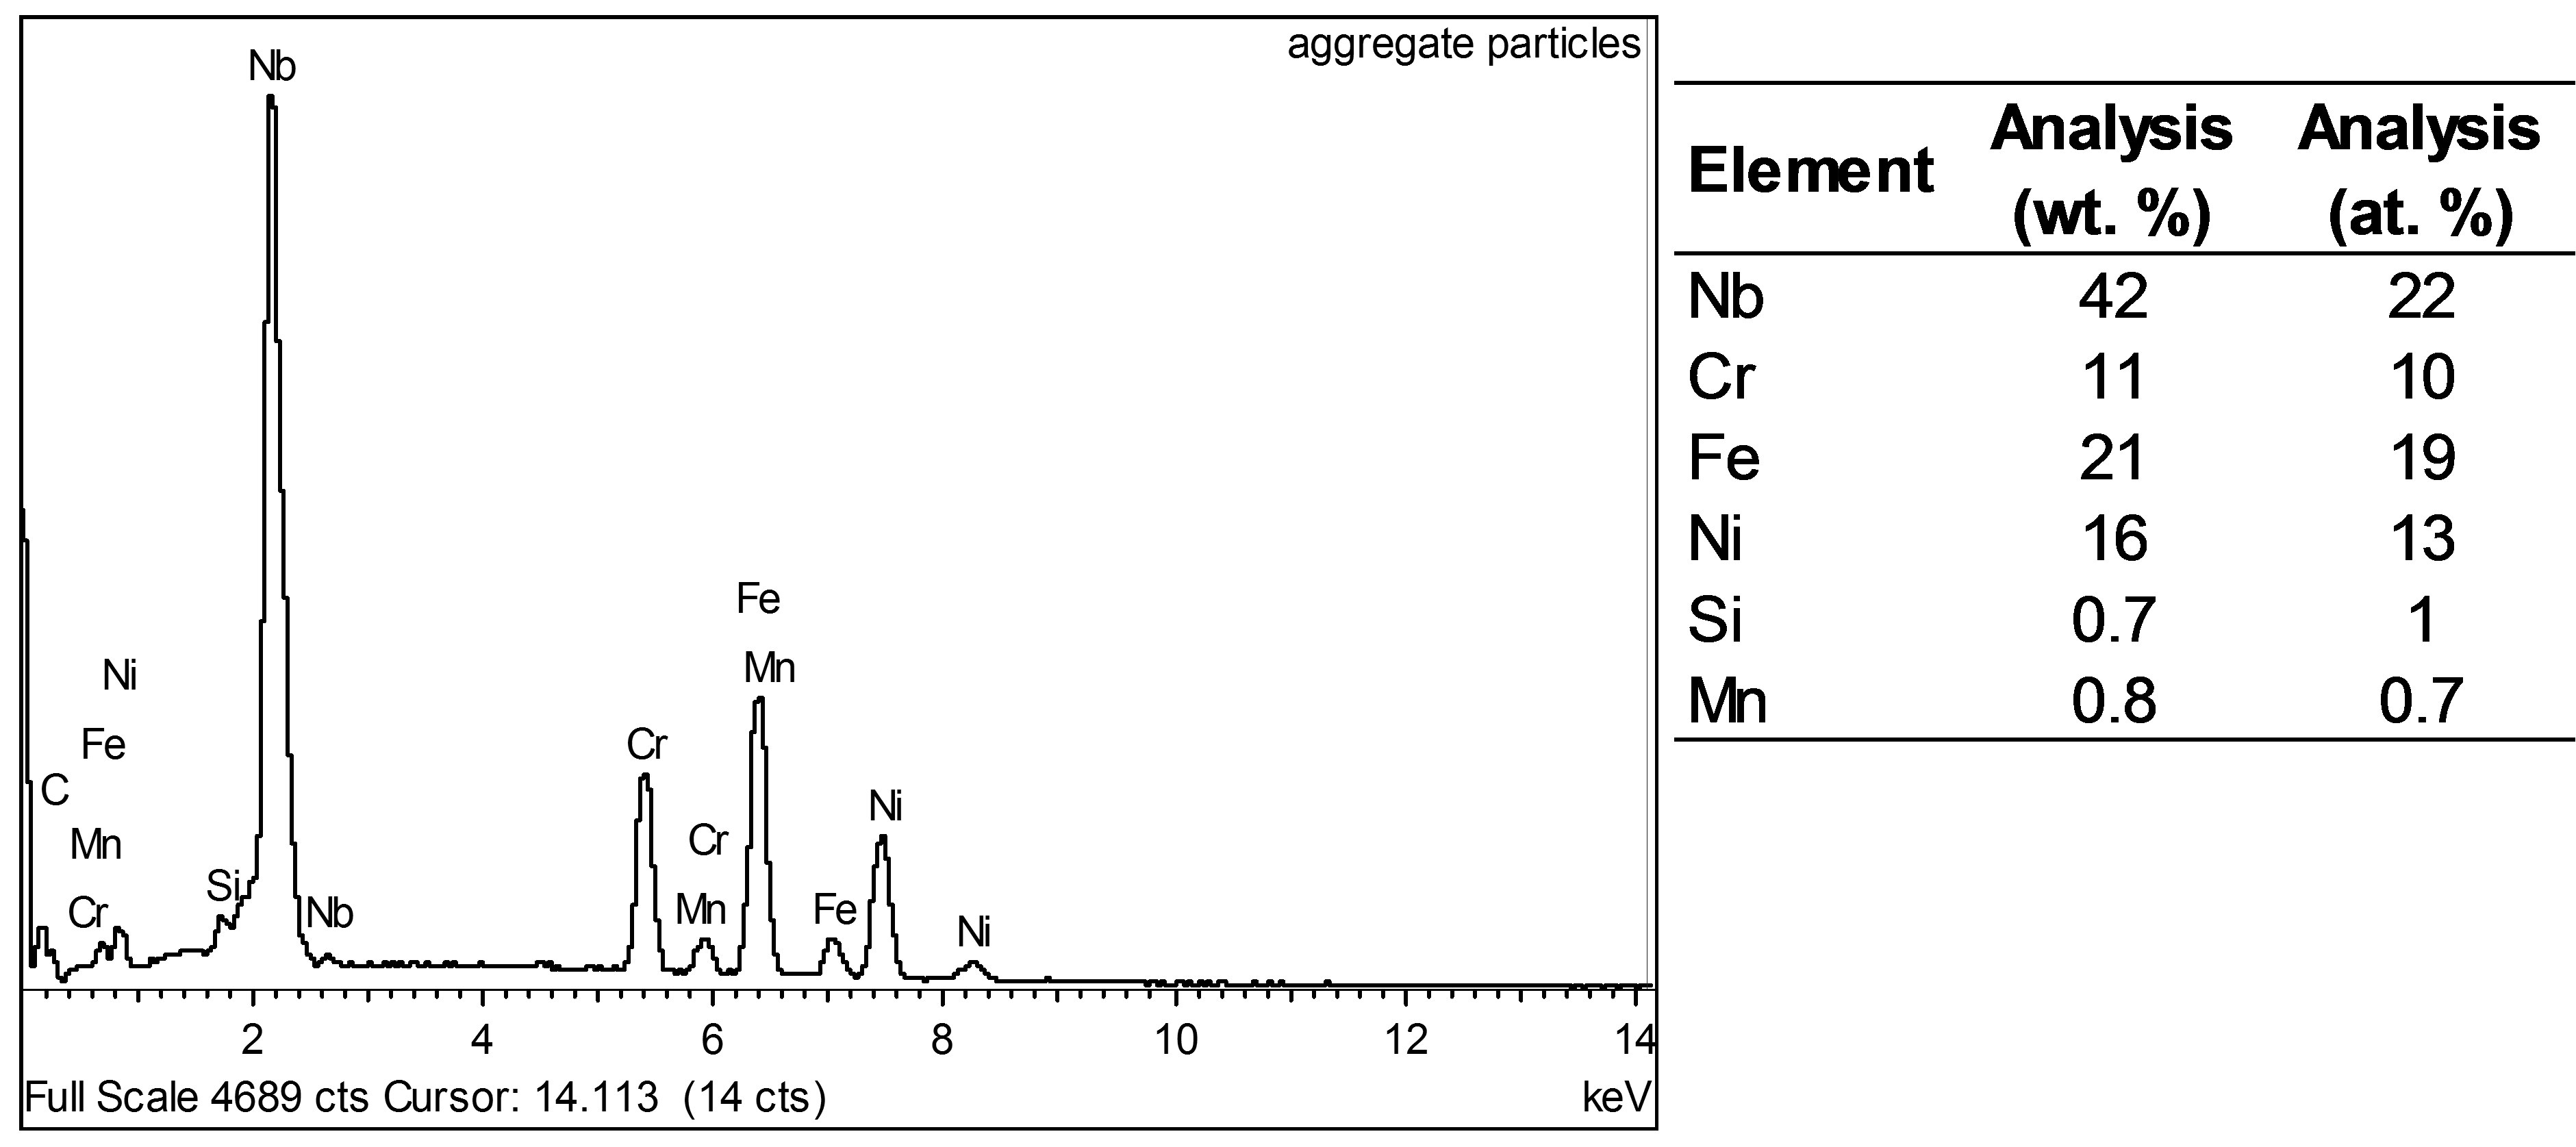 aggregate particles
Nb
Ni
Fe
C
Mn
Cr
Si
Nb
Cr
Cr
Mn
Fe
Mn
Fe
Ni
Ni
2 4 6 8 10 12 14
Full Scale 4689 cts Cursor: 14.113 (14 cts) keV
Element Analysis (wt. %) Analysis (at. %)
Nb 42 22
Cr 11 10
Fe 21 19
Ni 16 13
Si 0.7 1
Mn 0.8 0.7